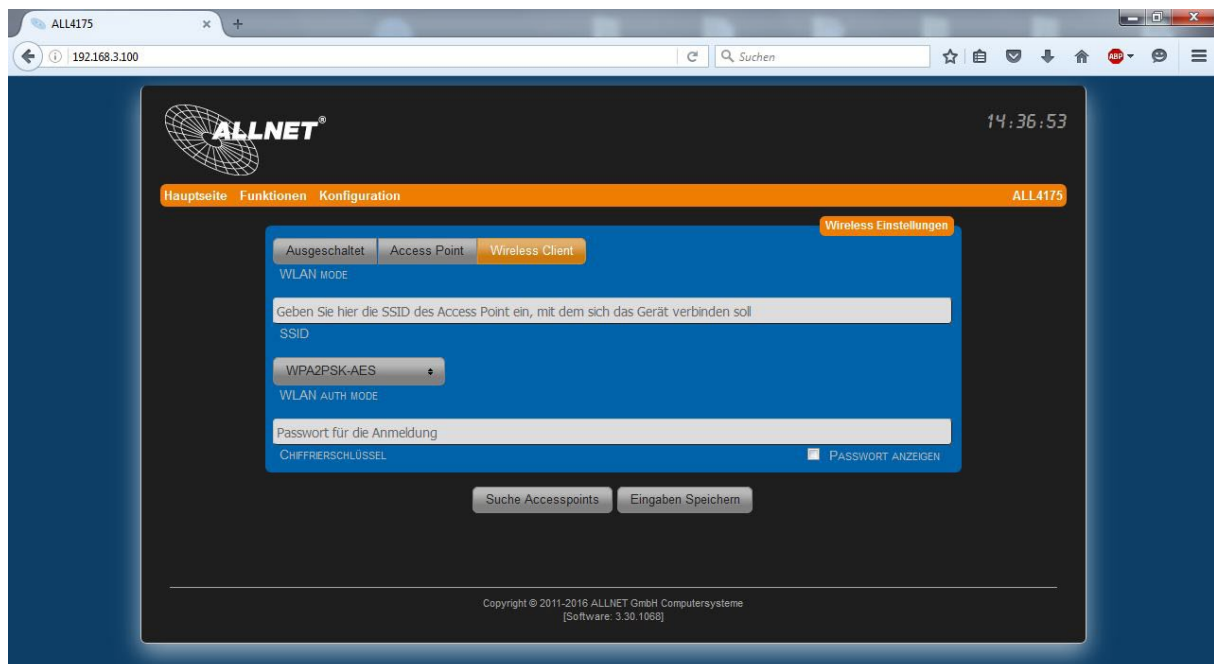 ALL4175
192.168.3.100
Suchen
ABP
ALLNET®
14:36:53
Hauptseite Funktionen Konfiguration ALL4175
Wireless Einstellungen
Ausgeschaltet Access Point Wireless Client
WLAN MODE
Geben Sie hier die SSID des Access Point ein, mit dem sich das Gerät verbinden soll
SSID
WPA2PSK-AES
WLAN AUTH MODE
Passwort für die Anmeldung
CHIFFRIERSCHLÜSSEL PASSWORT ANZEIGEN
Suche Accesspoints Eingaben Speichern
Copyright © 2011-2016 ALLNET GmbH Computersysteme
[Software: 3.30.1068]